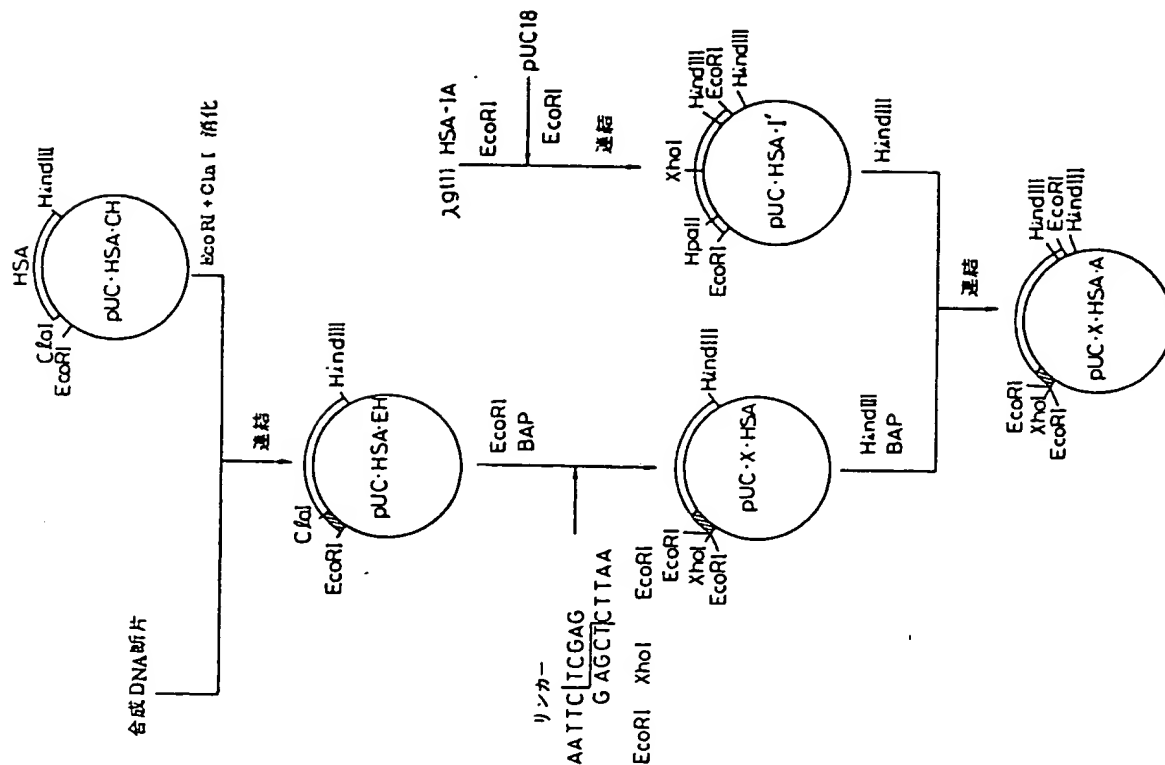 合成DNA断片
HSA
ClaI
EcoRI
HindIII
pUC·HSA·CH
EcoRI + ClaI 消化
連結
ClaI
EcoRI
HindIII
pUC·HSA·EH
EcoRI
BAP
リンカー
AATTCTCGAG
GAGCTCTTAA
EcoRI XhoI EcoRI
EcoRI
XhoI
EcoRI
HindIII
pUC·X·HSA
HindIII
BAP
λgt11 HSA·IA
EcoRI
pUC18
EcoRI
連結
XhoI
HpaII
EcoRI
HindIII
EcoRI
HindIII
pUC·HSA·I'
HindIII
連結
EcoRI
XhoI
EcoRI
HindIII
EcoRI
HindIII
pUC·X·HSA·A